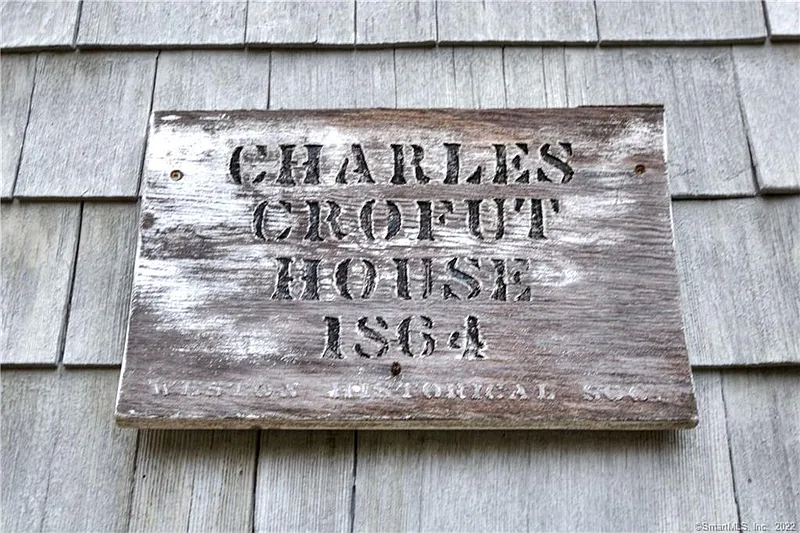 CHARLES
CROFUT
HOUSE
1864
WESTON HISTORICAL SOC.
©SmartMLS, Inc. 2022